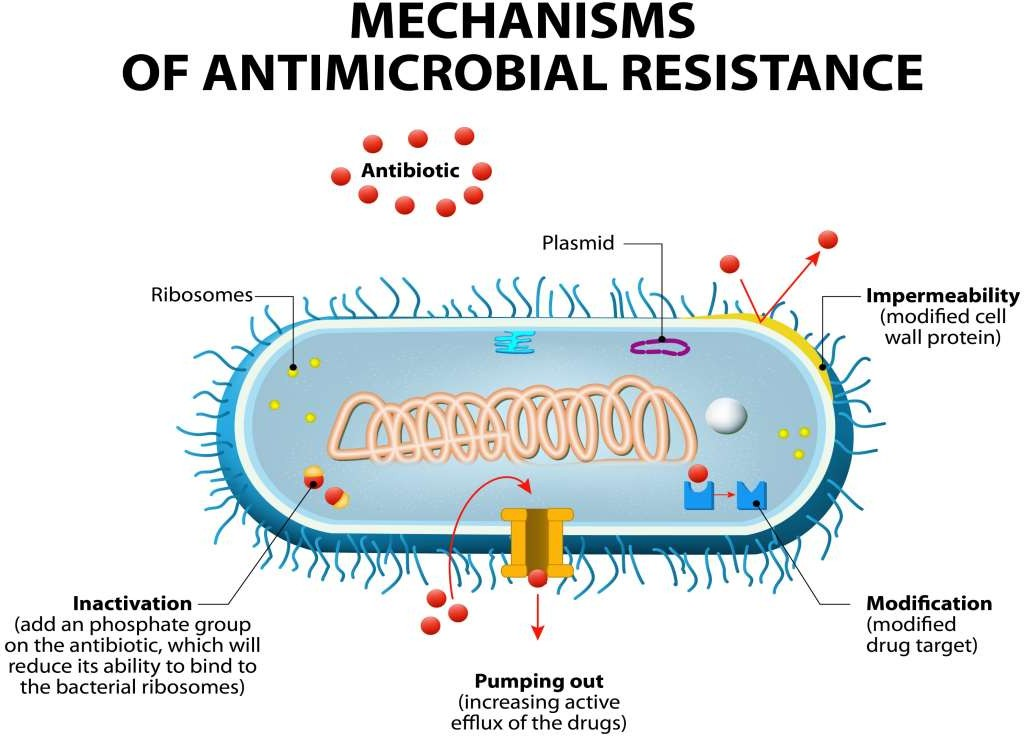 MECHANISMS
OF ANTIMICROBIAL RESISTANCE
Antibiotic
Plasmid
Ribosomes
Impermeability
(modified cell
wall protein)
Inactivation
(add an phosphate group
on the antibiotic, which will
reduce its ability to bind to
the bacterial ribosomes)
Pumping out
(increasing active
efflux of the drugs)
Modification
(modified
drug target)